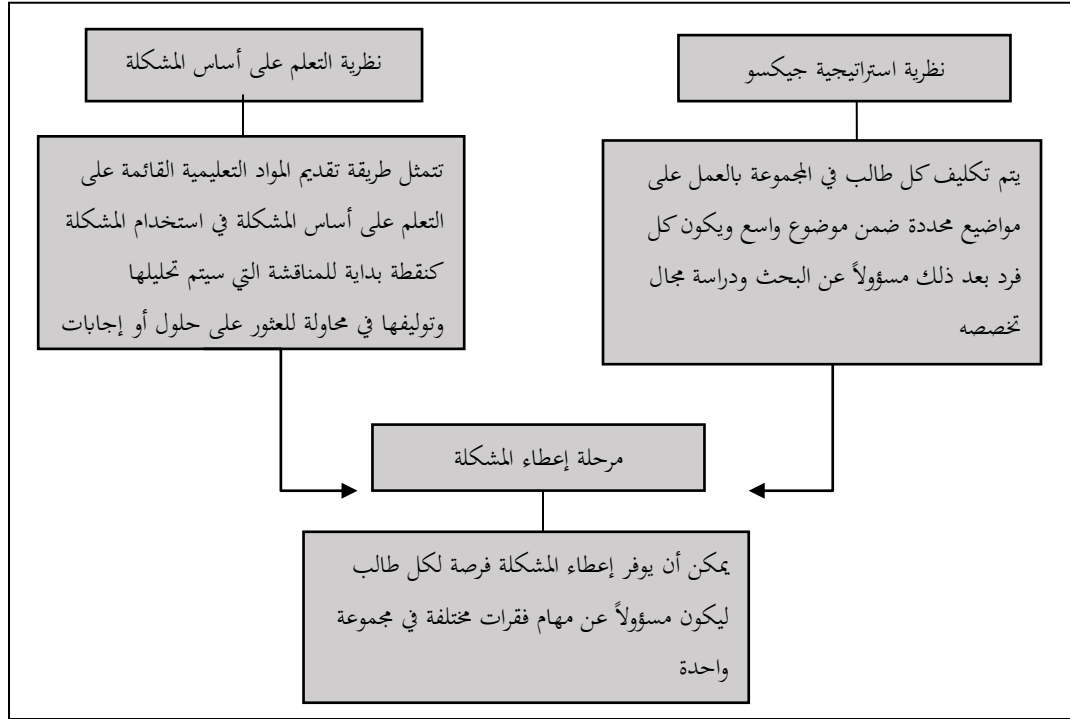 نظرية استراتيجية جيكسو
يتم تكليف كل طالب في المجموعة بالعمل على
مواضيع محددة ضمن موضوع واسع ويكون كل
فرد بعد ذلك مسؤولاً عن البحث ودراسة مجال
تخصصه
نظرية التعلم على أساس المشكلة
تتمثل طريقة تقديم المواد التعليمية القائمة على
التعلم على أساس المشكلة في استخدام المشكلة
كنقطة بداية للمناقشة التي سيتم تحليلها
وتوليفها في محاولة للعثور على حلول أو إجابات
مرحلة إعطاء المشكلة
يمكن أن يوفر إعطاء المشكلة فرصة لكل طالب
ليكون مسؤولاً عن مهام فقرات مختلفة في مجموعة
واحدة